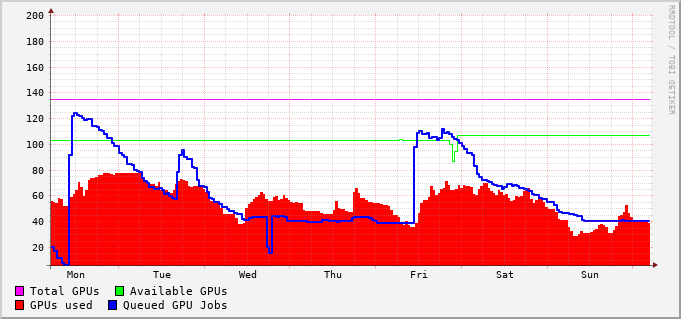 200
180
160
140
120
100
80
60
40
20
Mon Tue Wed Thu Fri Sat Sun
Total GPUs Available GPUs
GPUs used Queued GPU Jobs
RRDTOOL / TOBI OETIKER